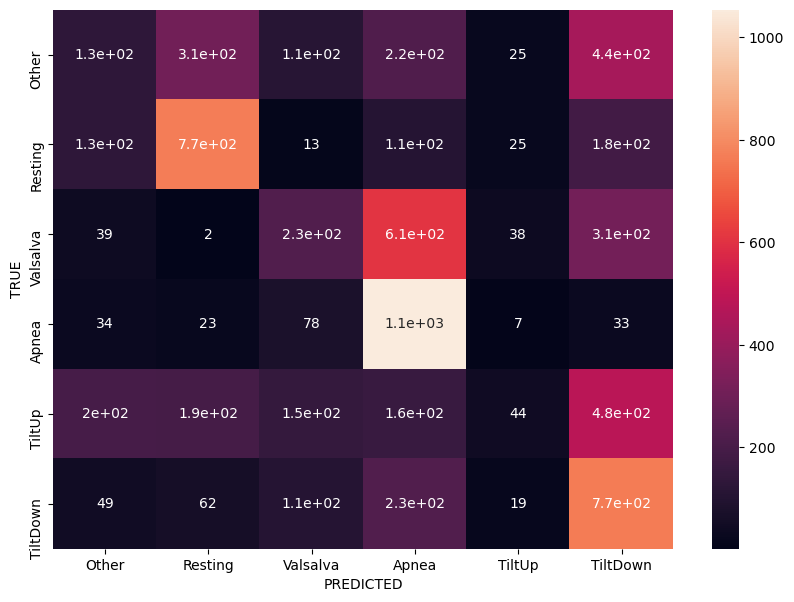 Other 1.3e+02 3.1e+02 1.1e+02 2.2e+02 25 4.4e+02
Resting 1.3e+02 7.7e+02 13 1.1e+02 25 1.8e+02
Valsalva 39 2 2.3e+02 6.1e+02 38 3.1e+02
Apnea 34 23 78 1.1e+03 7 33
TiltUp 2e+02 1.9e+02 1.5e+02 1.6e+02 44 4.8e+02
TiltDown 49 62 1.1e+02 2.3e+02 19 7.7e+02
TRUE
Other Resting Valsalva Apnea TiltUp TiltDown
PREDICTED
1000
800
600
400
200